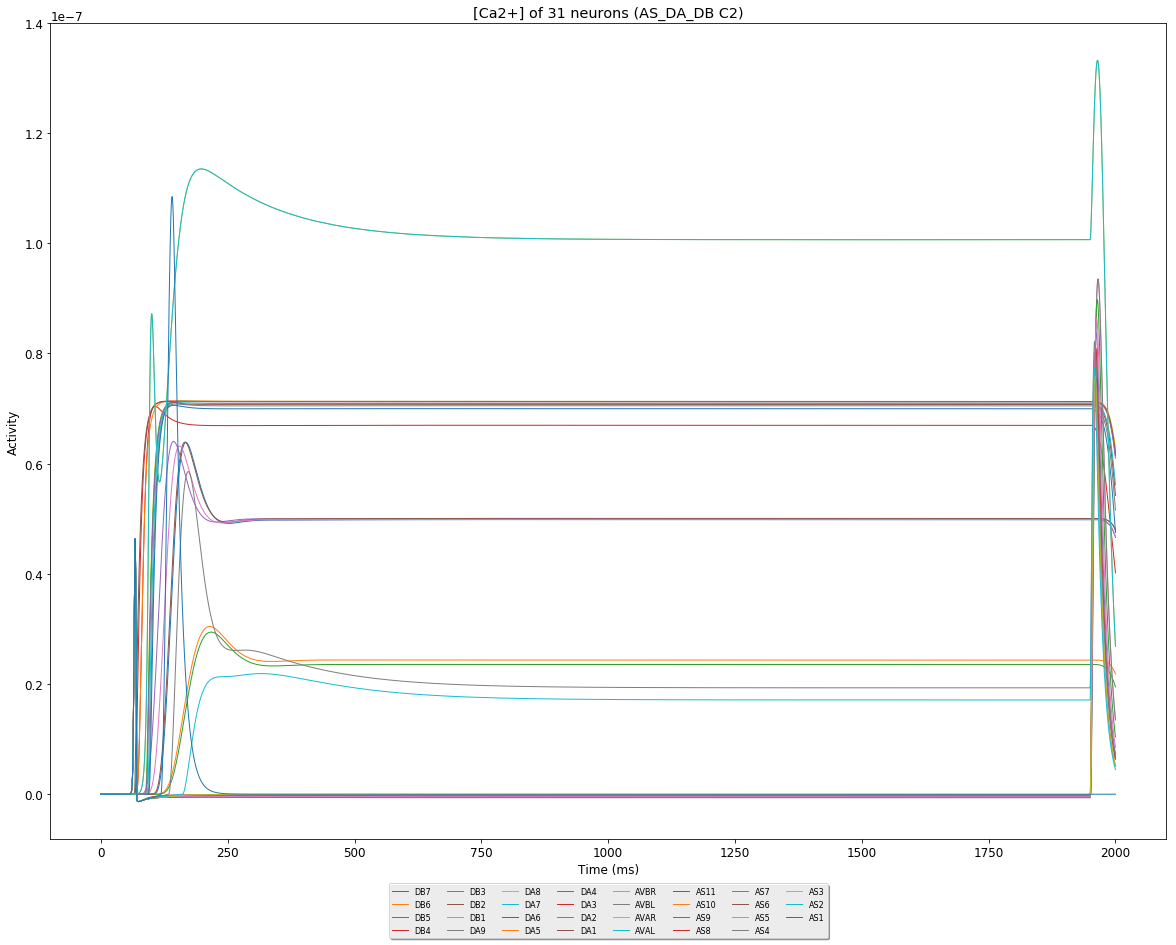 [Ca2+] of 31 neurons (AS_DA_DB C2)
1e−7
1.4
1.2
1.0
0.8
0.6
0.4
0.2
0.0
Activity
0 250 500 750 1000 1250 1500 1750 2000
Time (ms)
DB7 DB3 DA8 DA4 AVBR AS11 AS7 AS3
DB6 DB2 DA7 DA3 AVBL AS10 AS6 AS2
DB5 DB1 DA6 DA2 AVAR AS9 AS5 AS1
DB4 DA9 DA5 DA1 AVAL AS8 AS4